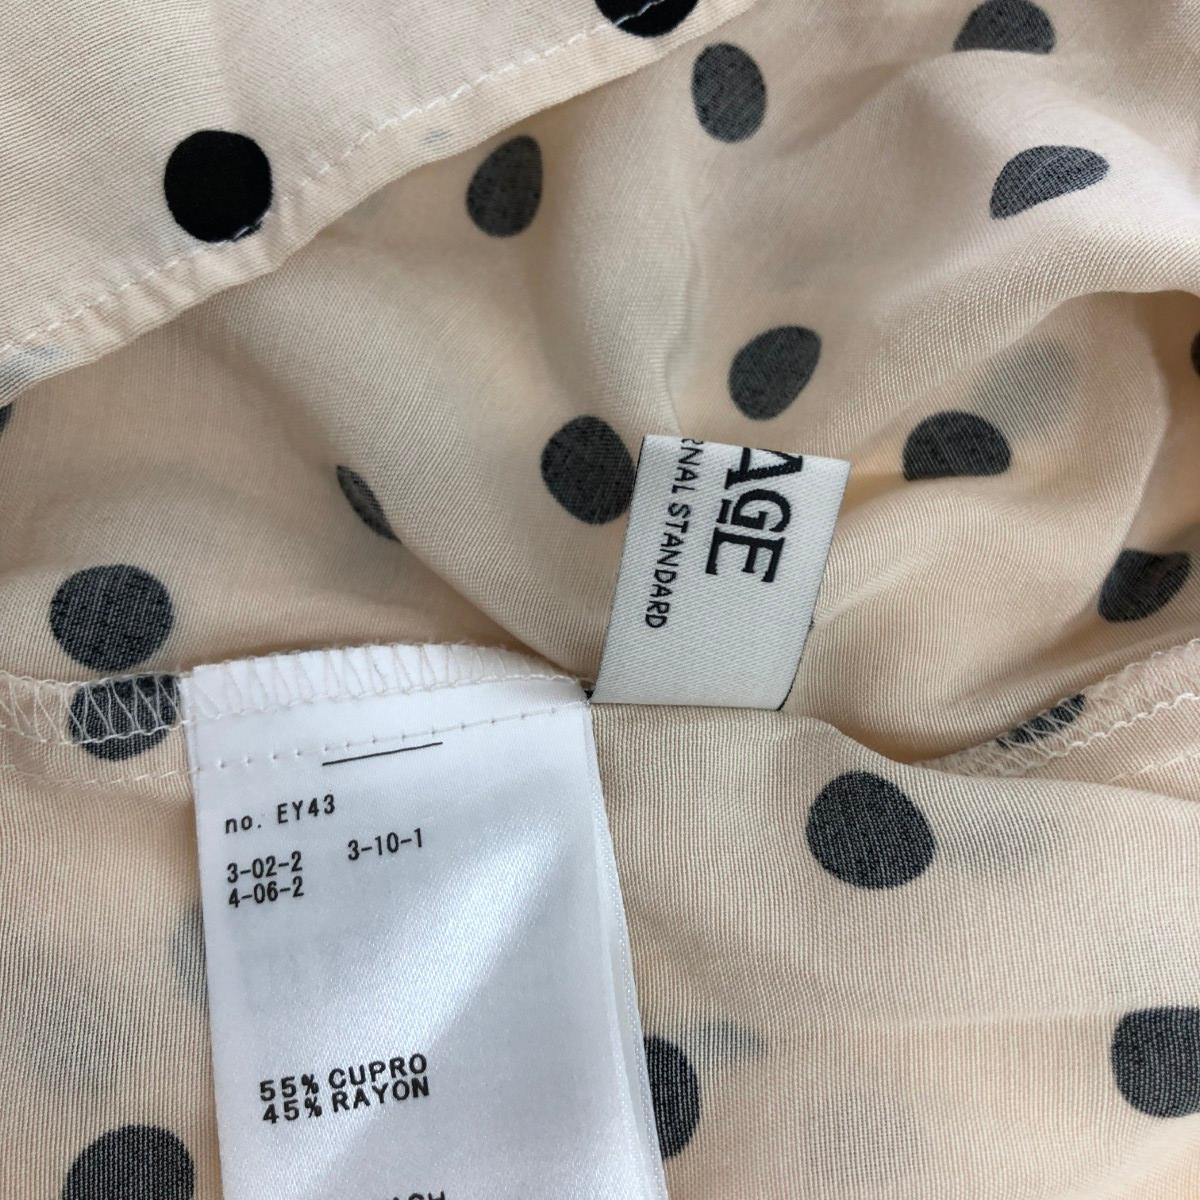 AGE
RNAL STANDARD
no. EY43
3-02-2 3-10-1
4-06-2
55% CUPRO
45% RAYON